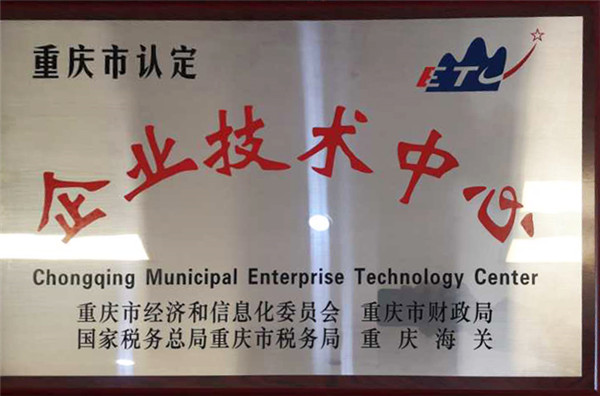 重庆市认定
ETC
企业技术中心
Chongqing Municipal Enterprise Technology Center
重庆市经济和信息化委员会 重庆市财政局
国家税务总局重庆市税务局 重庆海关